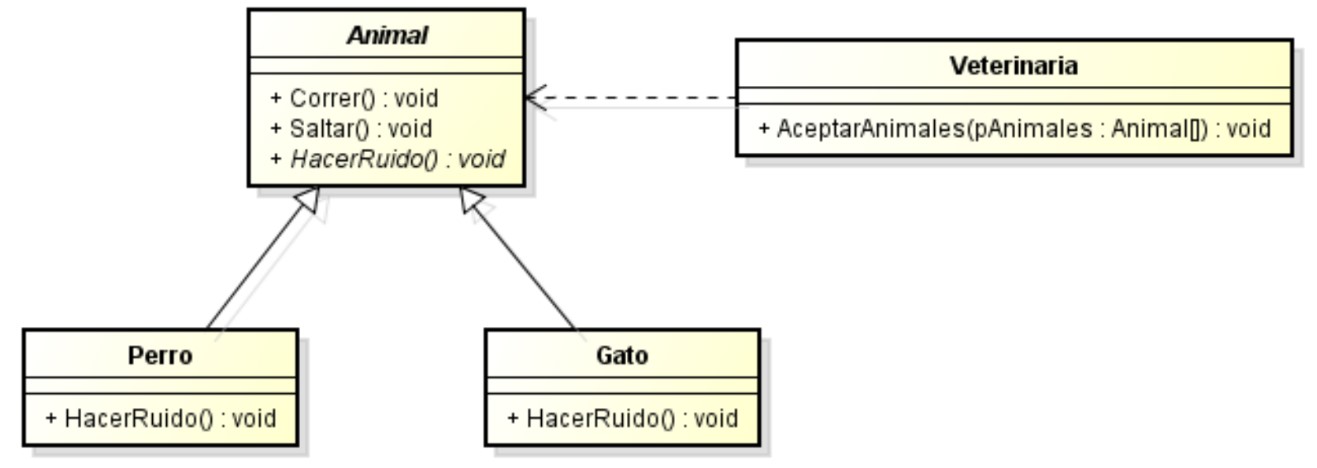 Animal
+ Correr() : void
+ Saltar() : void
+ HacerRuido() : void
Veterinaria
+ AceptarAnimales(pAnimales : Animal[]) : void
Perro
+ HacerRuido() : void
Gato
+ HacerRuido() : void